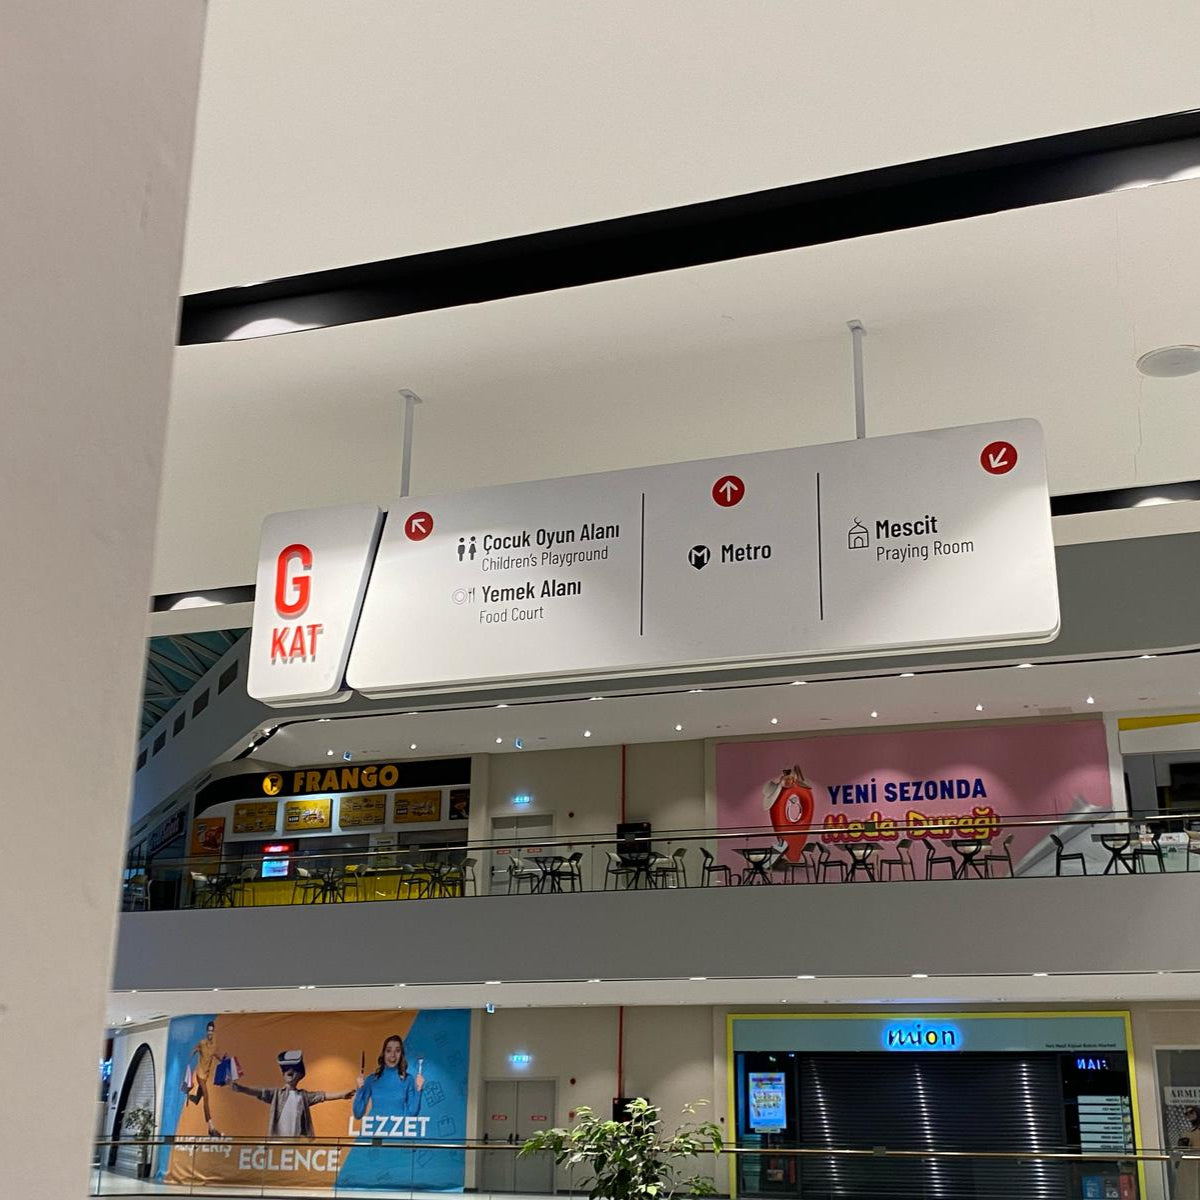 G
KAT
Çocuk Oyun Alanı
Children's Playground
Yemek Alanı
Food Court
Metro
Mescit
Praying Room
FRANGO
YENİ SEZONDA
Moda Durağı
mion
LEZZET
EĞLENCE